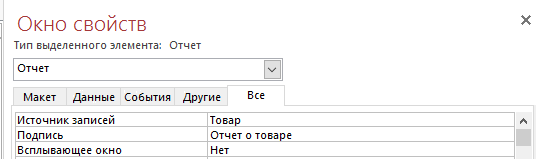 Окно свойств
Тип выделенного элемента: Отчет
Отчет
Макет Данные События Другие Все
Источник записей Товар
Подпись Отчет о товаре
Всплывающее окно Нет